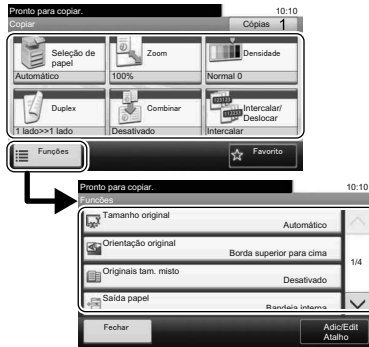 Pronto para copiar. 10:10
Copiar Cópias 1
Seleção de papel
Automático
Zoom
100%
Densidade
Normal 0
Duplex
1 lado>>1 lado
Combinar
Desativado
Intercalar/
Deslocar
Intercalar
Funções
Favorito
Pronto para copiar. 10:10
Funções
Tamanho original
Automático
Orientação original
Borda superior para cima
Originais tam. misto
Desativado
Saída papel
Bandeja interna
1/4
Fechar
Adic/Edit
Atalho